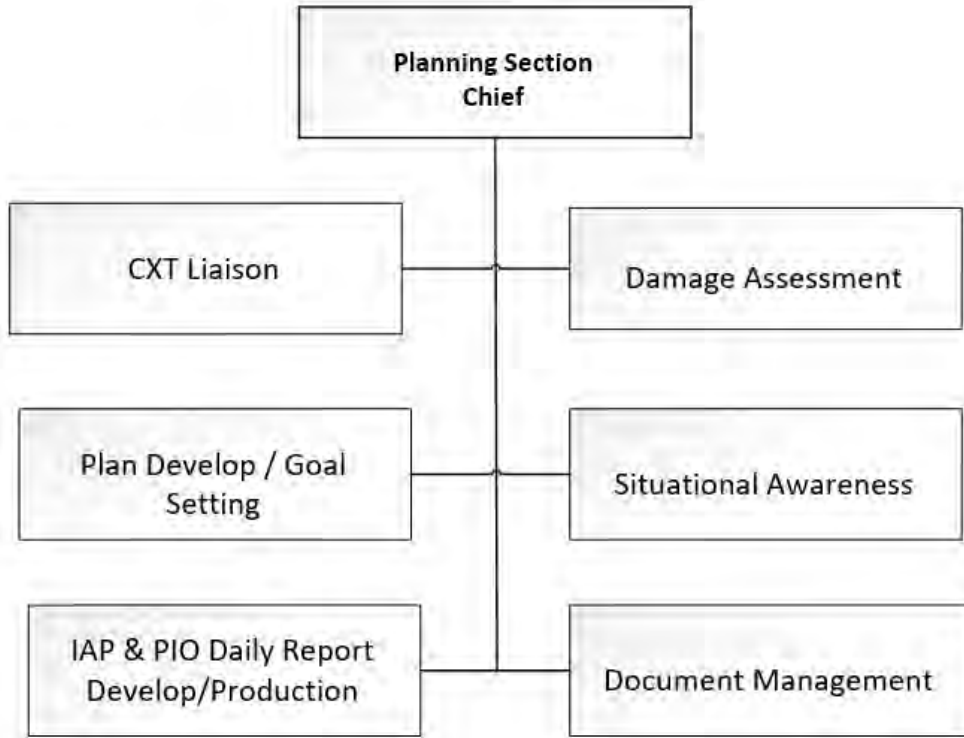 Planning Section
Chief
CXT Liaison
Damage Assessment
Plan Develop / Goal
Setting
Situational Awareness
IAP & PIO Daily Report
Develop/Production
Document Management